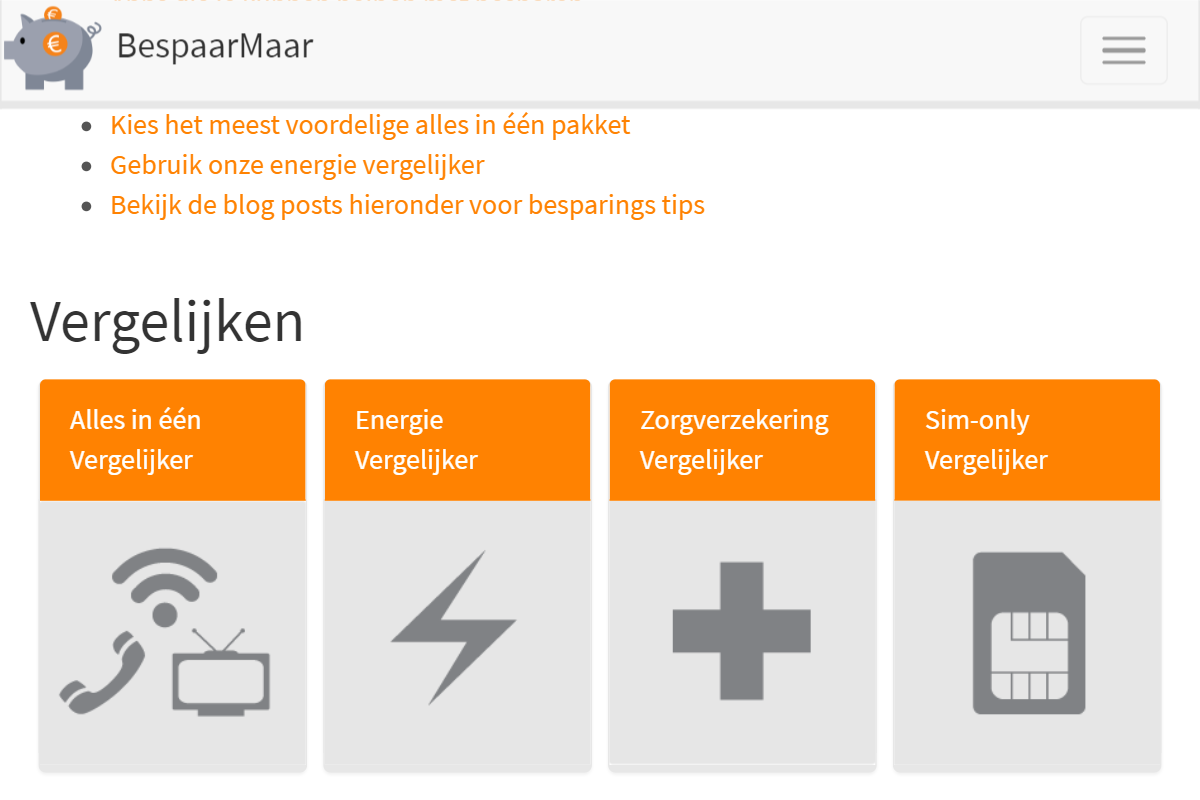 BespaarMaar
Kies het meest voordelige alles in één pakket
Gebruik onze energie vergelijker
Bekijk de blog posts hieronder voor besparings tips
Vergelijken
Alles in één
Vergelijker
Energie
Vergelijker
Zorgverzekering
Vergelijker
Sim-only
Vergelijker